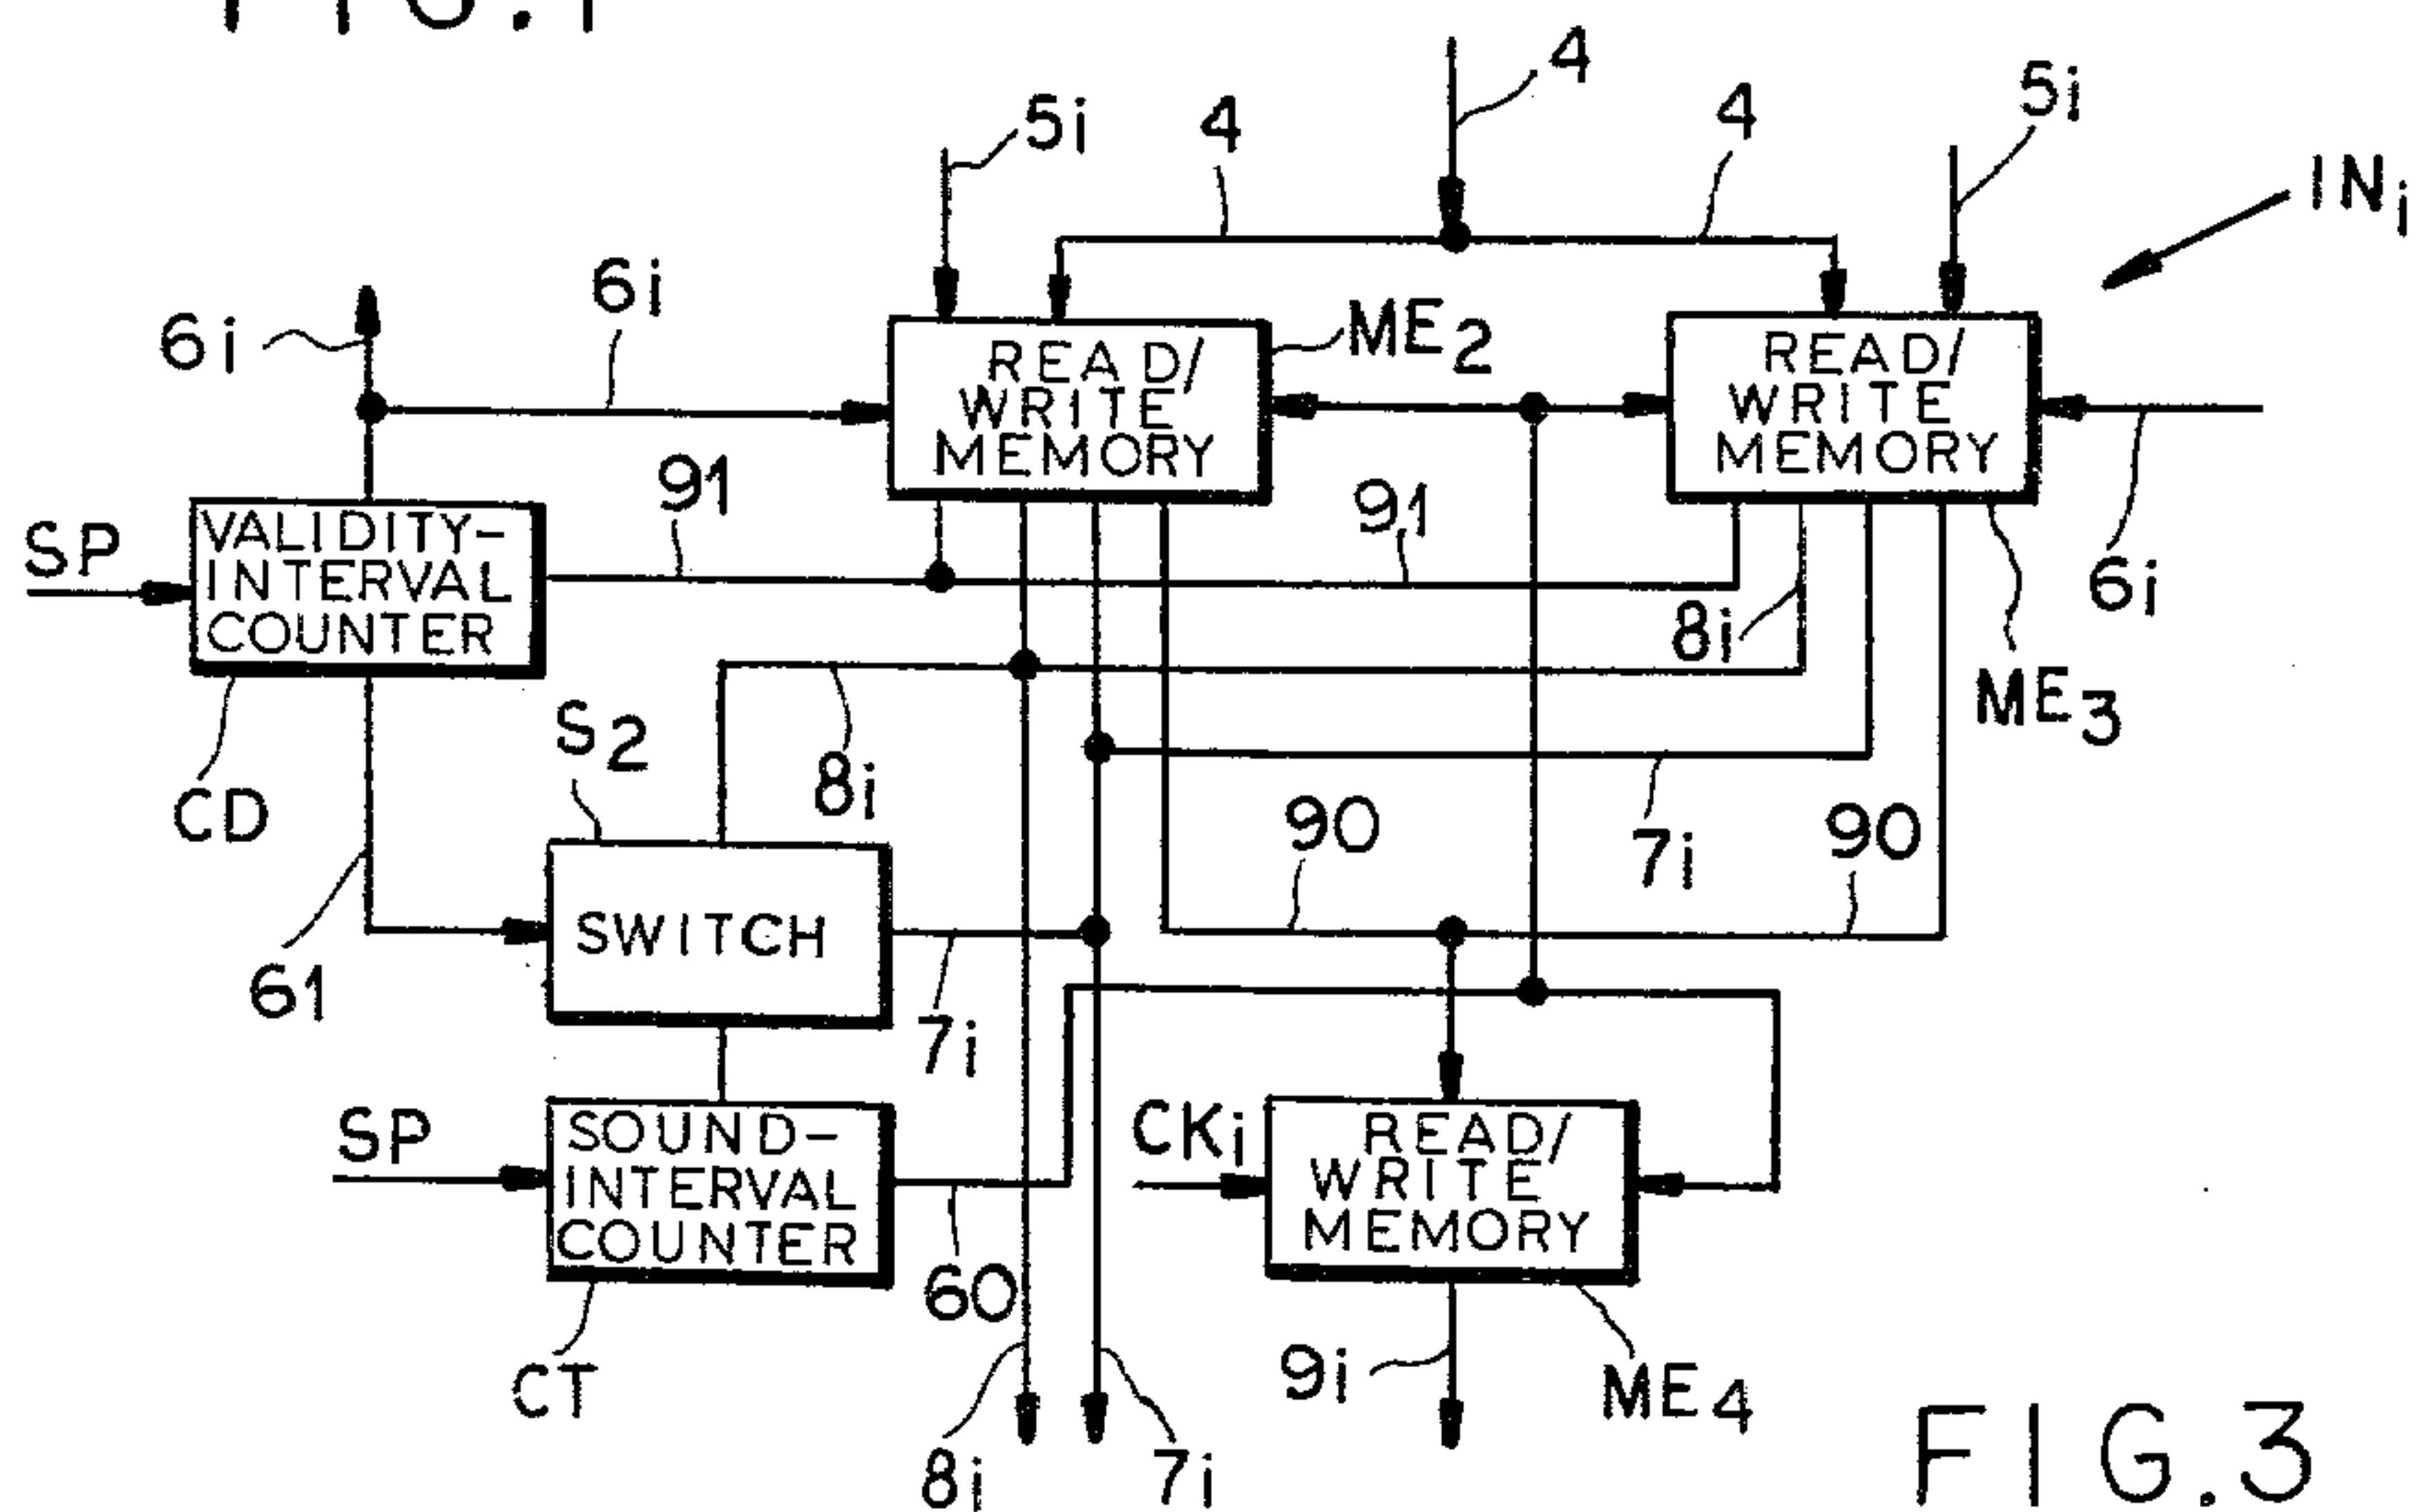 FIG.1
4
5i
4
4
5i
INi
6i
6i
ME2
READ/
WRITE
MEMORY
READ/
WRITE
MEMORY
91
91
SP
VALIDITY-
INTERVAL
COUNTER
8i
6i
ME3
S2
8i
CD
90
7i
90
SWITCH
61
7i
SP
SOUND-
INTERVAL
COUNTER
CKi
READ/
WRITE
MEMORY
60
CT
9i
ME4
8i
7i
FIG.3